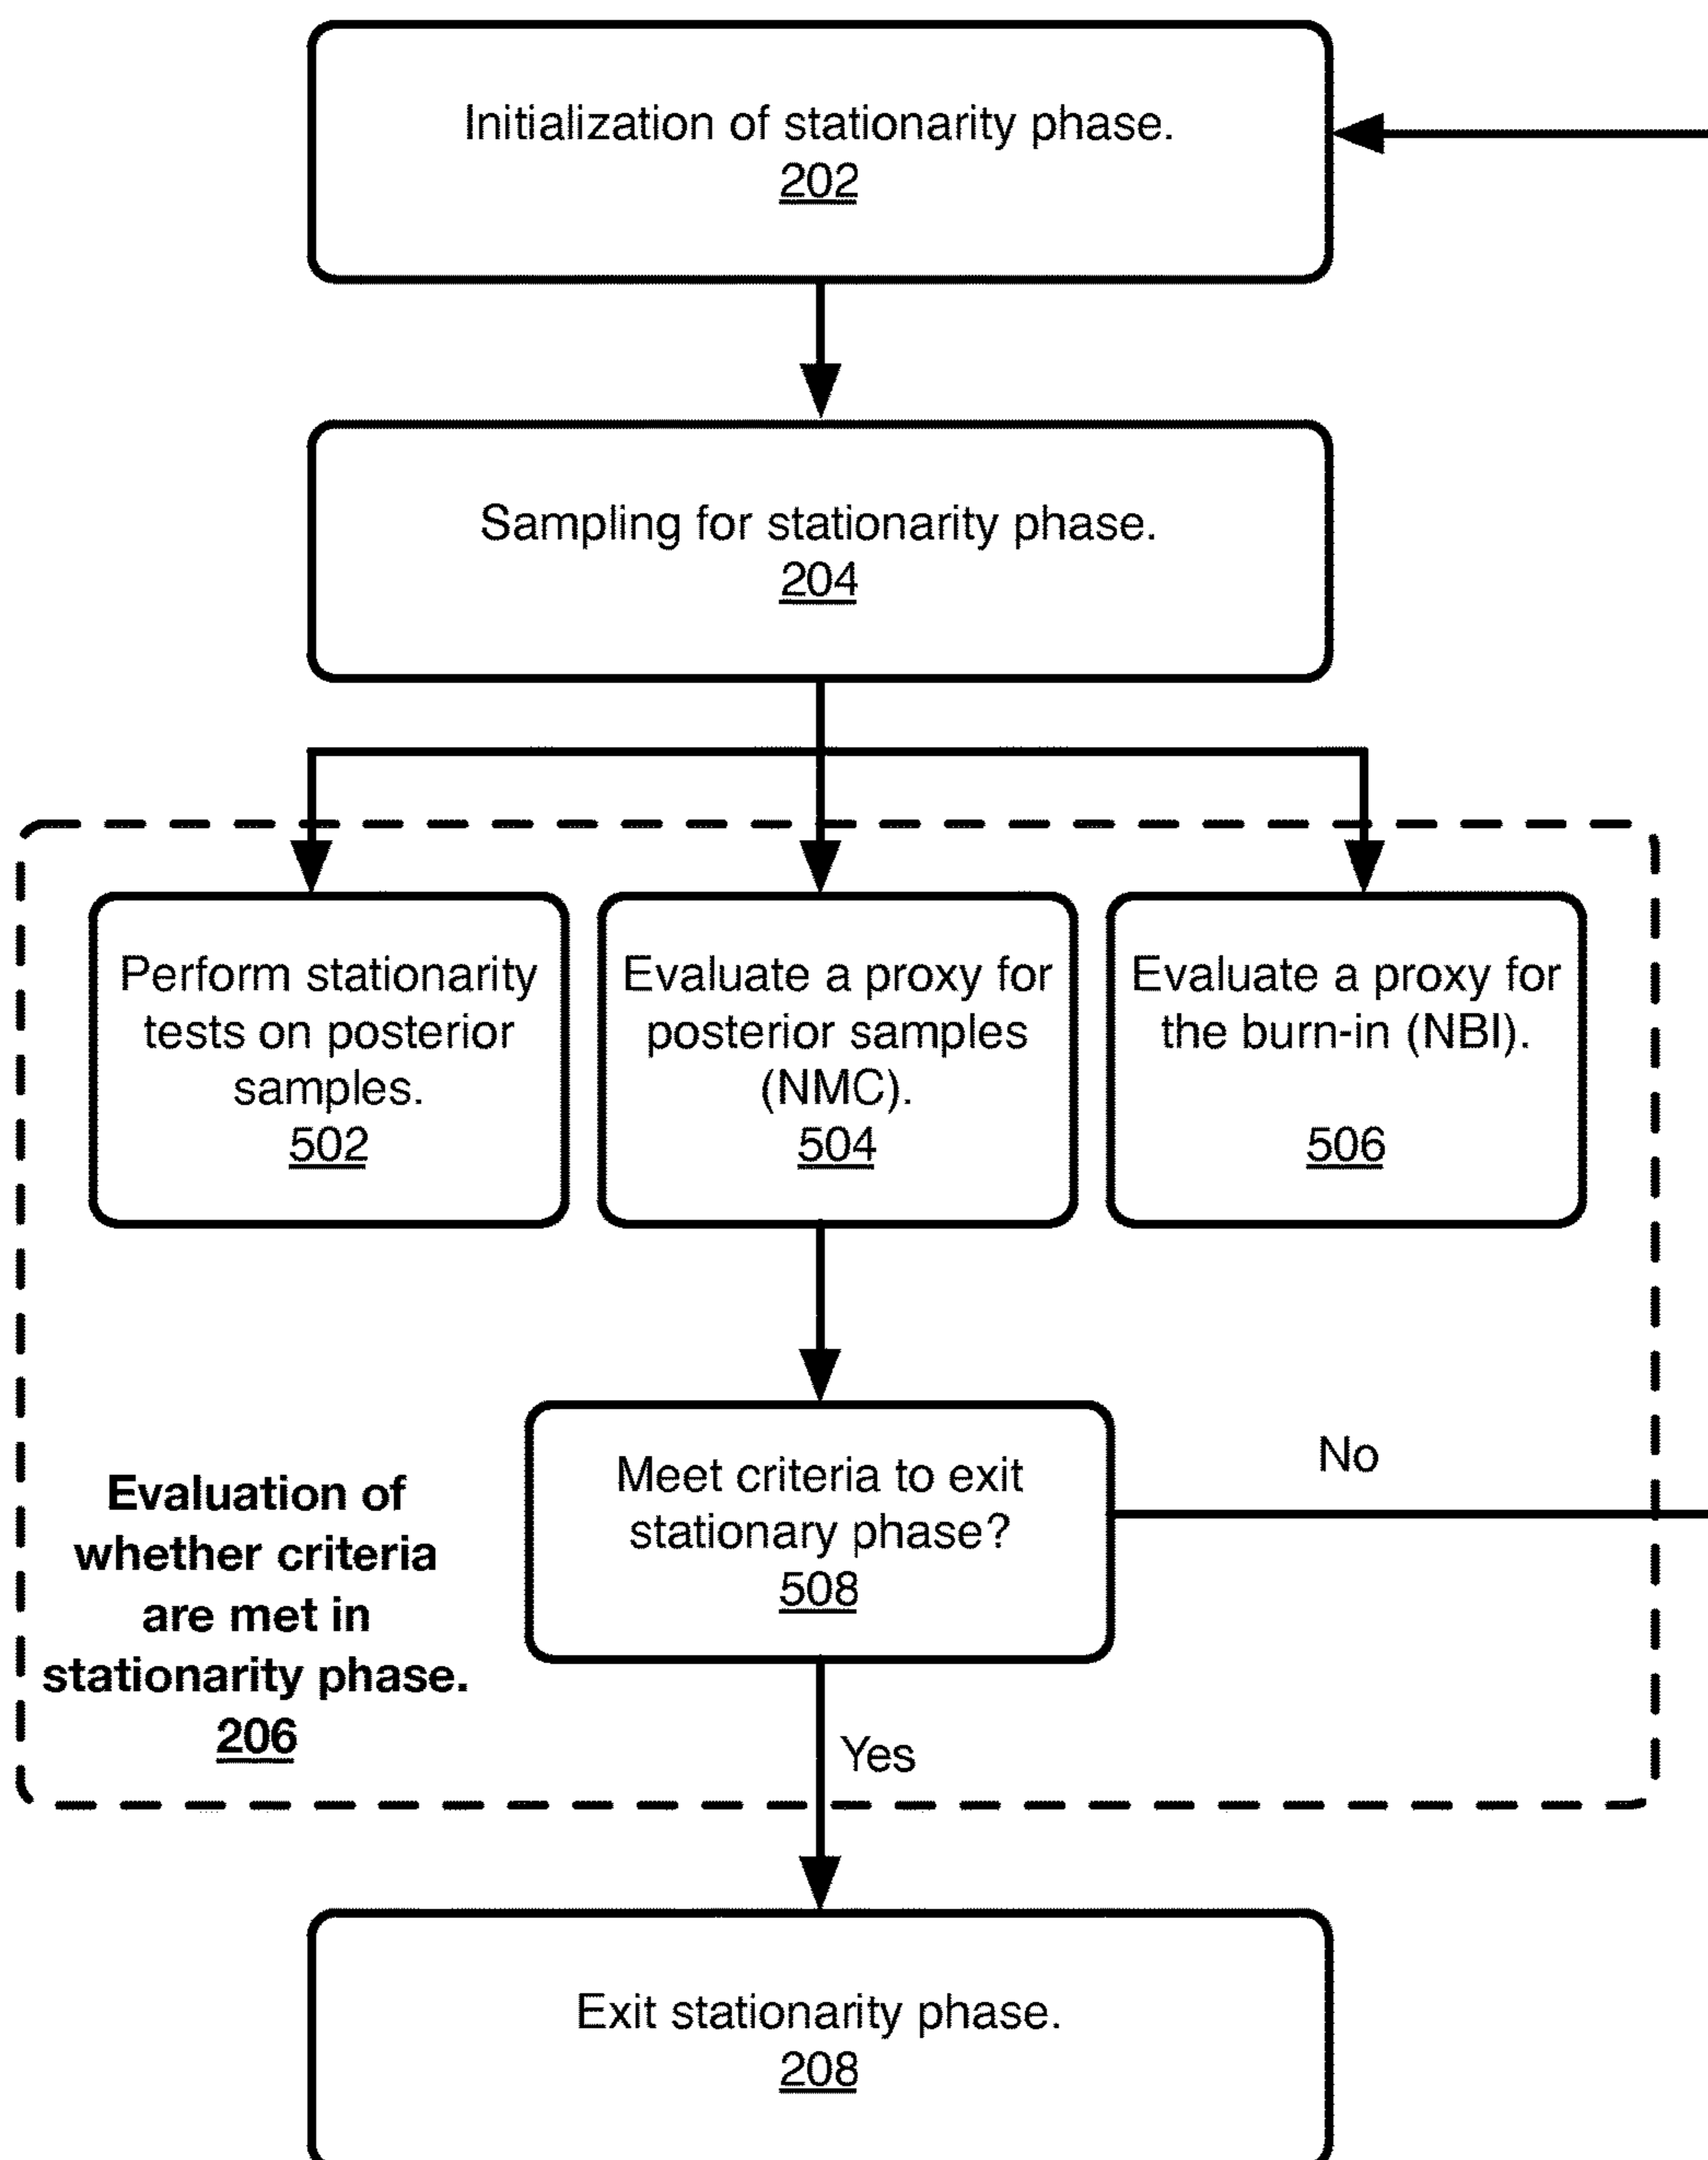 Initialization of stationarity phase.
202
Sampling for stationarity phase.
204
Perform stationarity
tests on posterior
samples.
502
Evaluate a proxy for
posterior samples
(NMC).
504
Evaluate a proxy for
the burn-in (NBI).
506
Meet criteria to exit
stationary phase?
508
No
Evaluation of
whether criteria
are met in
stationarity phase.
206
Yes
Exit stationarity phase.
208